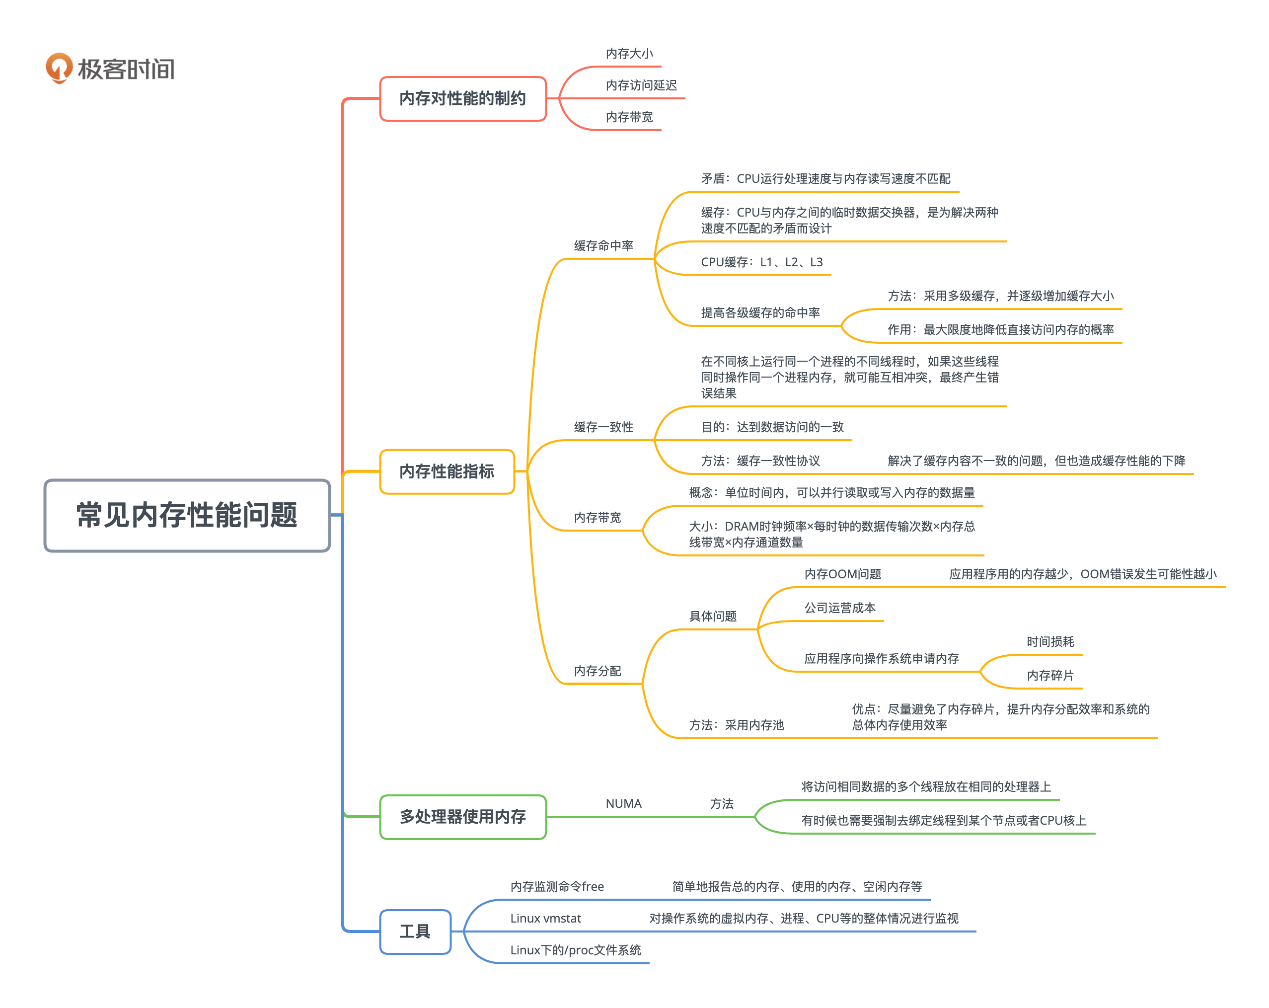 极客时间
常见内存性能问题
内存对性能的制约
内存大小
内存访问延迟
内存带宽
内存性能指标
缓存命中率
矛盾：CPU运行处理速度与内存读写速度不匹配
缓存：CPU与内存之间的临时数据交换器，是为解决两种
速度不匹配的矛盾而设计
CPU缓存：L1、L2、L3
提高各级缓存的命中率
方法：采用多级缓存，并逐级增加缓存大小
作用：最大限度地降低直接访问内存的概率
缓存一致性
在不同核上运行同一个进程的不同线程时，如果这些线程
同时操作同一个进程内存，就可能互相冲突，最终产生错
误结果
目的：达到数据访问的一致
方法：缓存一致性协议
解决了缓存内容不一致的问题，但也造成缓存性能的下降
内存带宽
概念：单位时间内，可以并行读取或写入内存的数据量
大小：DRAM时钟频率×每时钟的数据传输次数×内存总
线带宽×内存通道数量
内存分配
具体问题
内存OOM问题
应用程序用的内存越少，OOM错误发生可能性越小
公司运营成本
应用程序向操作系统申请内存
时间损耗
内存碎片
方法：采用内存池
优点：尽量避免了内存碎片，提升内存分配效率和系统的
总体内存使用效率
多处理器使用内存
NUMA
方法
将访问相同数据的多个线程放在相同的处理器上
有时候也需要强制去绑定线程到某个节点或者CPU核上
工具
内存监测命令free
简单地报告总的内存、使用的内存、空闲内存等
Linux vmstat
对操作系统的虚拟内存、进程、CPU等的整体情况进行监视
Linux下的/proc文件系统